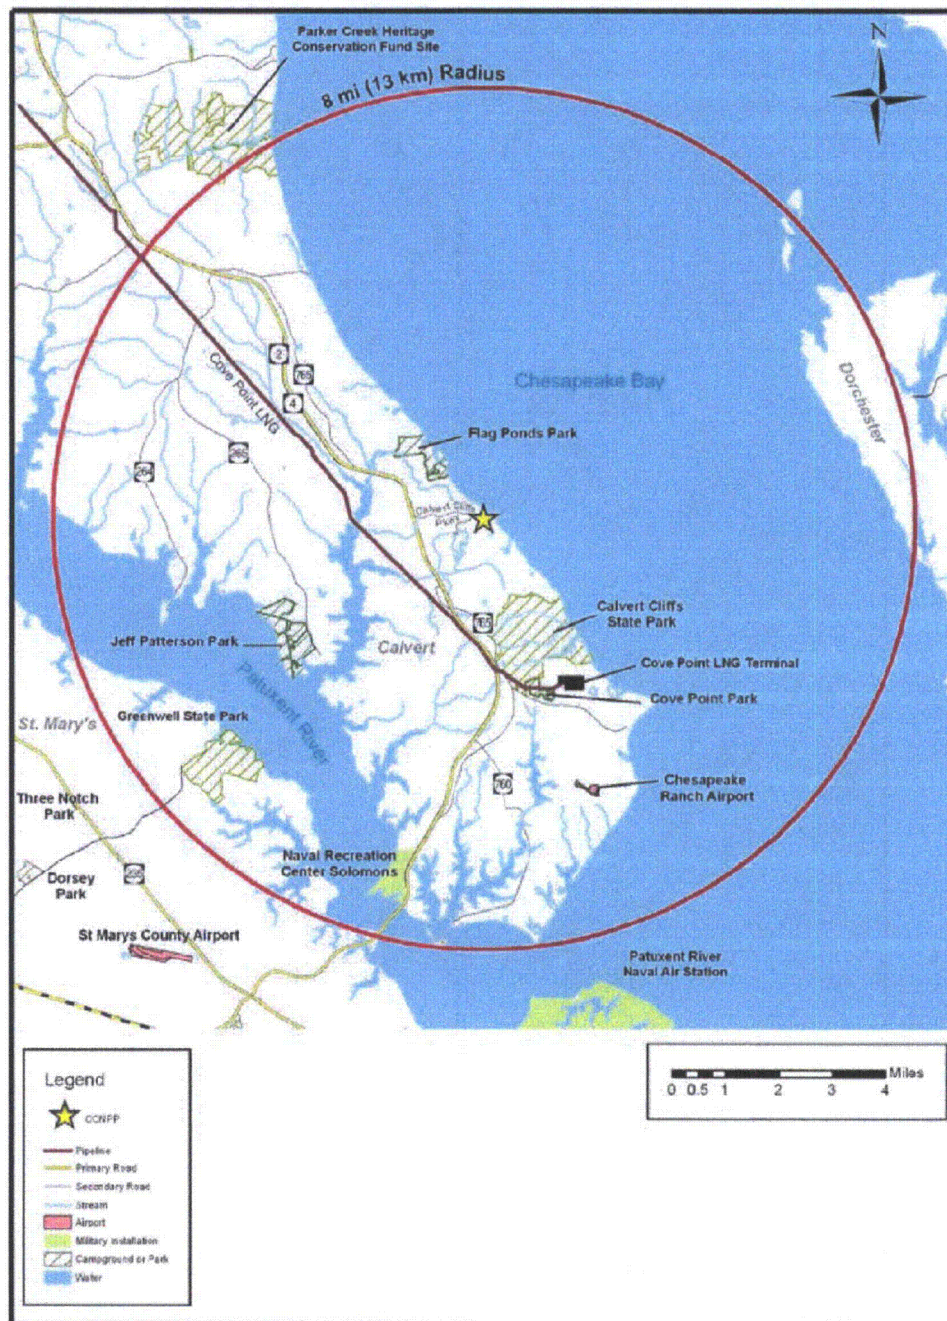 Parker Creek Heritage
Conservation Fund Site
8 mi (13 km) Radius
N
Cove Point LNG
2
765
4
Chesapeake Bay
Dorchester
Flag Ponds Park
264
265
Calvert Cliffs
Calvert Cliffs
State Park
765
Jeff Patterson Park
Calvert
Cove Point LNG Terminal
Patuxent River
Cove Point Park
St. Mary's
Greenwell State Park
Chesapeake
Ranch Airport
760
Three Notch
Park
Naval Recreation
Center Solomons
Dorsey
Park
235
St Marys County Airport
Patuxent River
Naval Air Station
Legend
CCNPP
Pipeline
Primary Road
Secondary Road
Stream
Airport
Military Installation
Campground or Park
Water
Miles
0 0.5 1 2 3 4